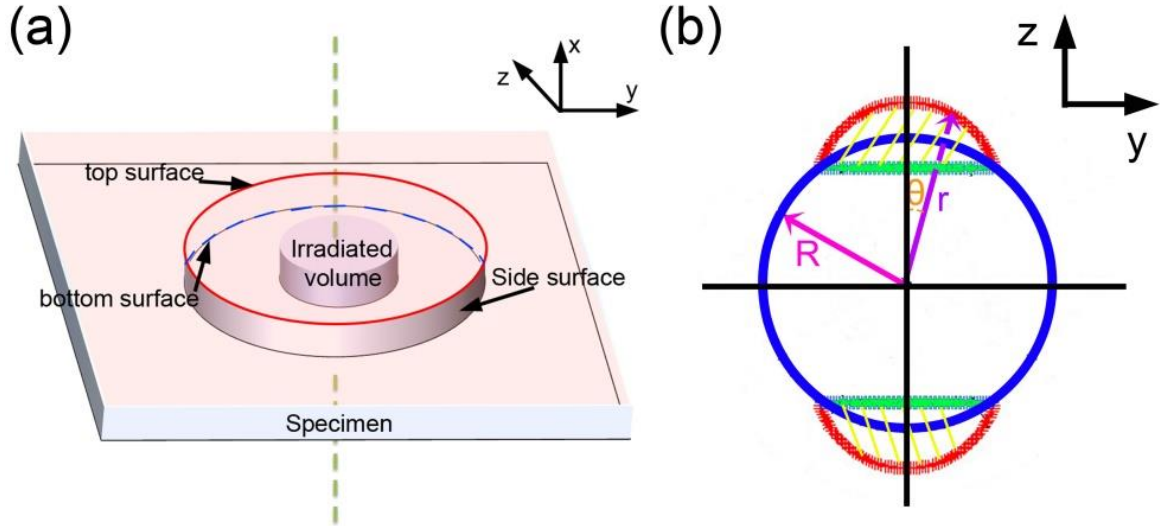 (a)
x
z
y
top surface
Irradiated
volume
bottom surface
Side surface
Specimen
(b)
z
y
θ
r
R